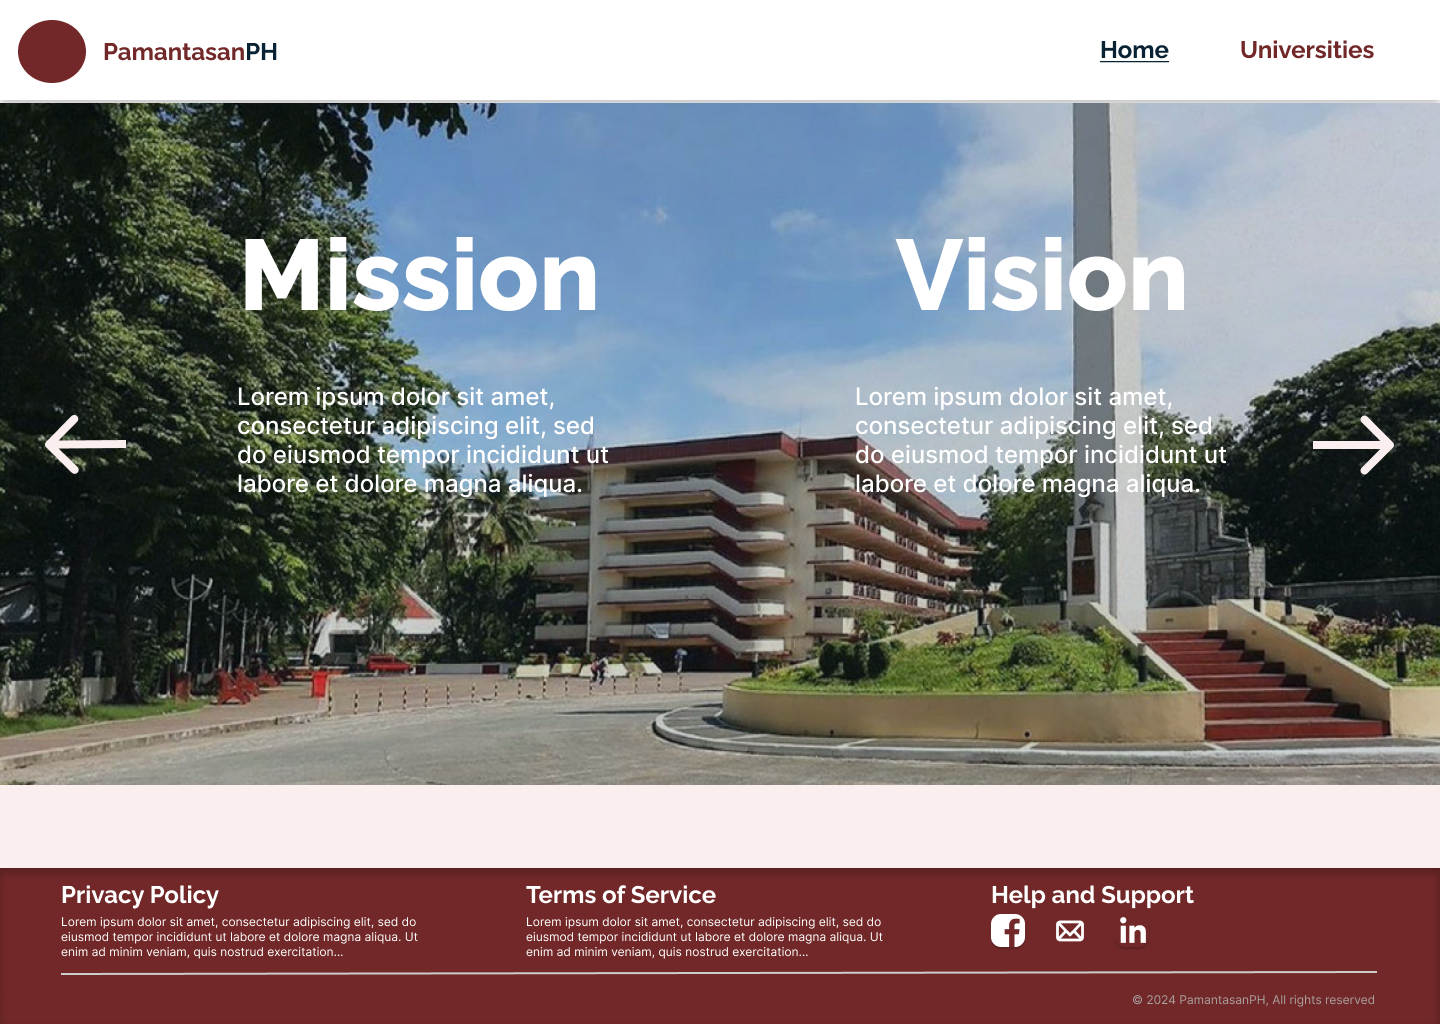 PamantasanPH
Home
Universities
Mission
Lorem ipsum dolor sit amet,
consectetur adipiscing elit, sed
do eiusmod tempor incididunt ut
labore et dolore magna aliqua.
Vision
Lorem ipsum dolor sit amet,
consectetur adipiscing elit, sed
do eiusmod tempor incididunt ut
labore et dolore magna aliqua.
Privacy Policy
Lorem ipsum dolor sit amet, consectetur adipiscing elit, sed do
eiusmod tempor incididunt ut labore et dolore magna aliqua. Ut
enim ad minim veniam, quis nostrud exercitation...
Terms of Service
Lorem ipsum dolor sit amet, consectetur adipiscing elit, sed do
eiusmod tempor incididunt ut labore et dolore magna aliqua. Ut
enim ad minim veniam, quis nostrud exercitation...
Help and Support
© 2024 PamantasanPH, All rights reserved